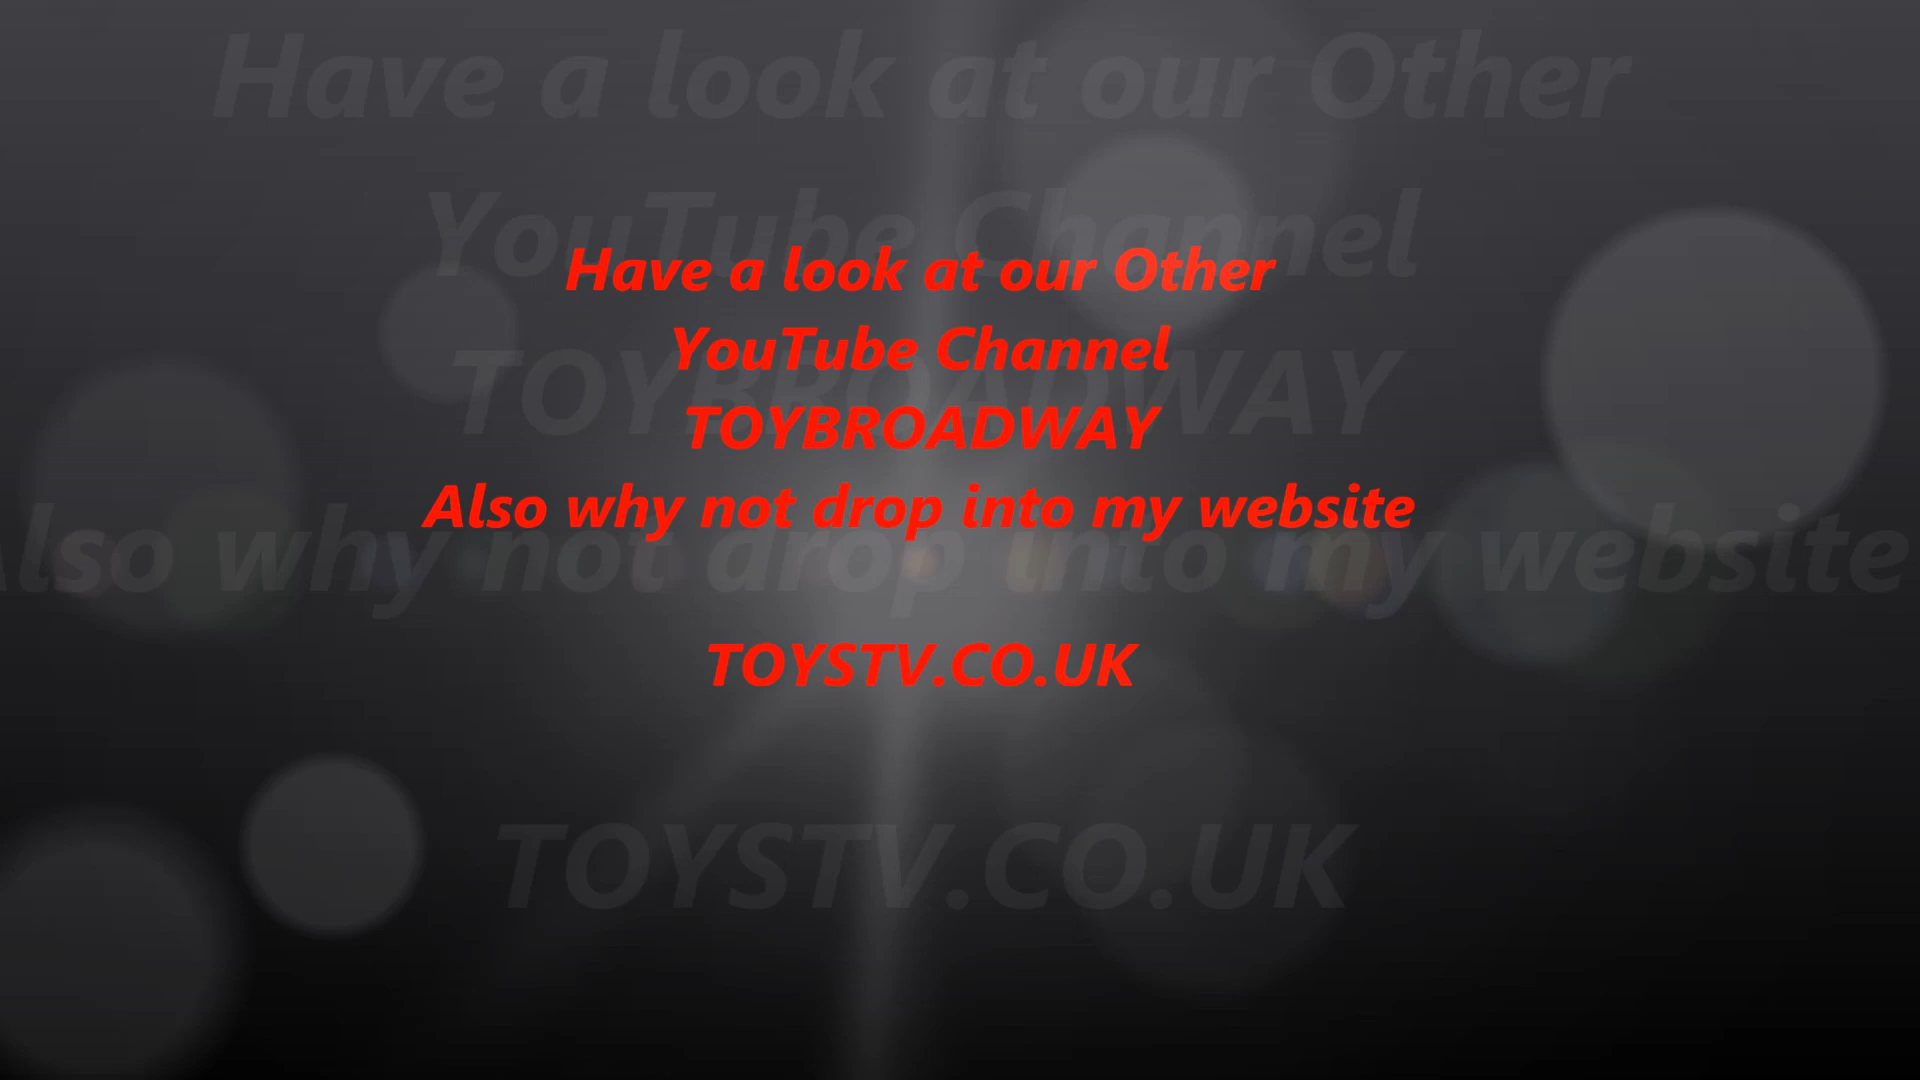 Have a look at our Other
YouTube Channel
TOYBROADWAY
Also why not drop into my website
TOYSTV.CO.UK